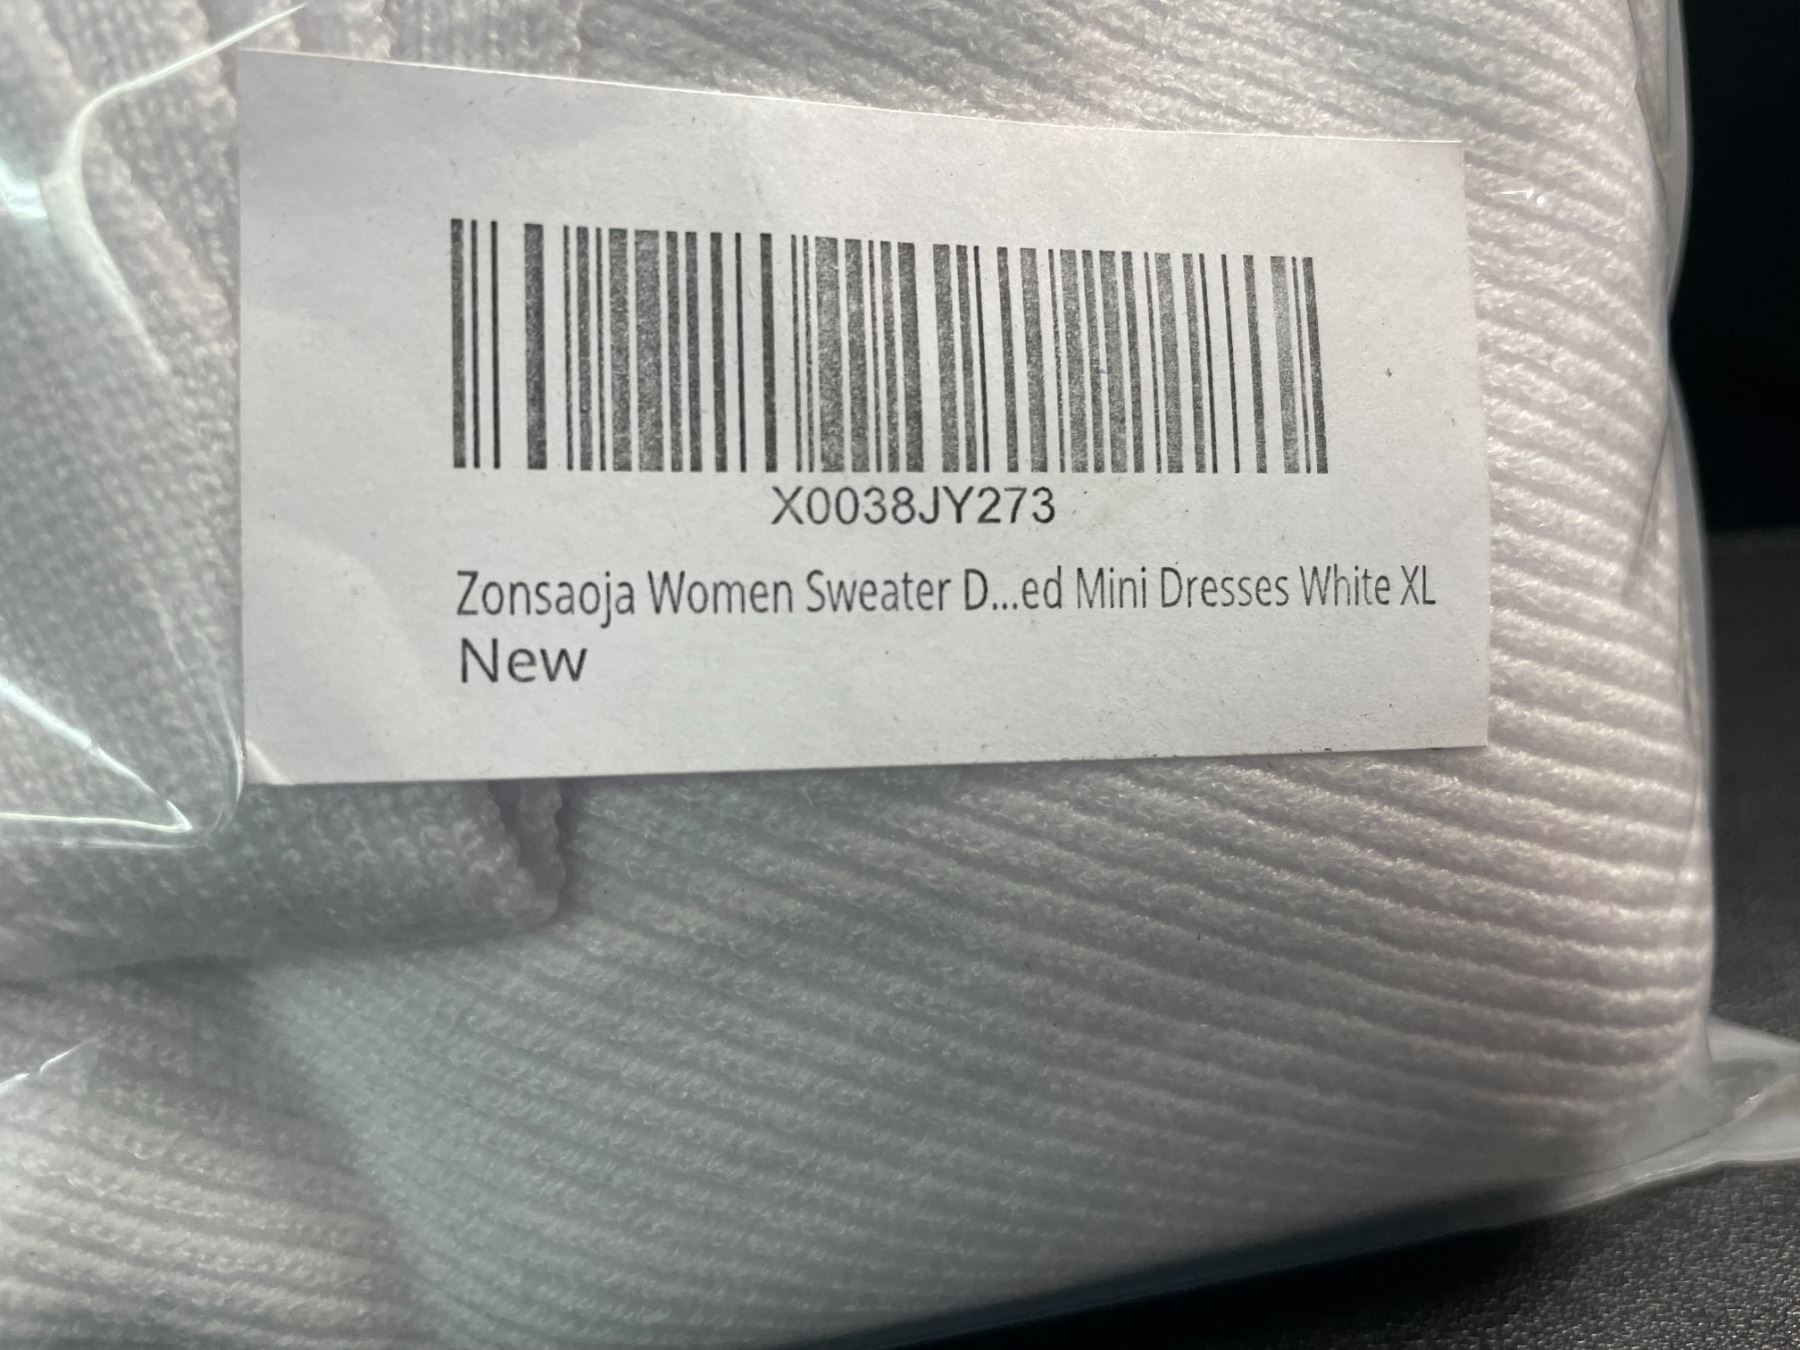 X0038JY273
Zonsaoja Women Sweater D...ed Mini Dresses White XL
New